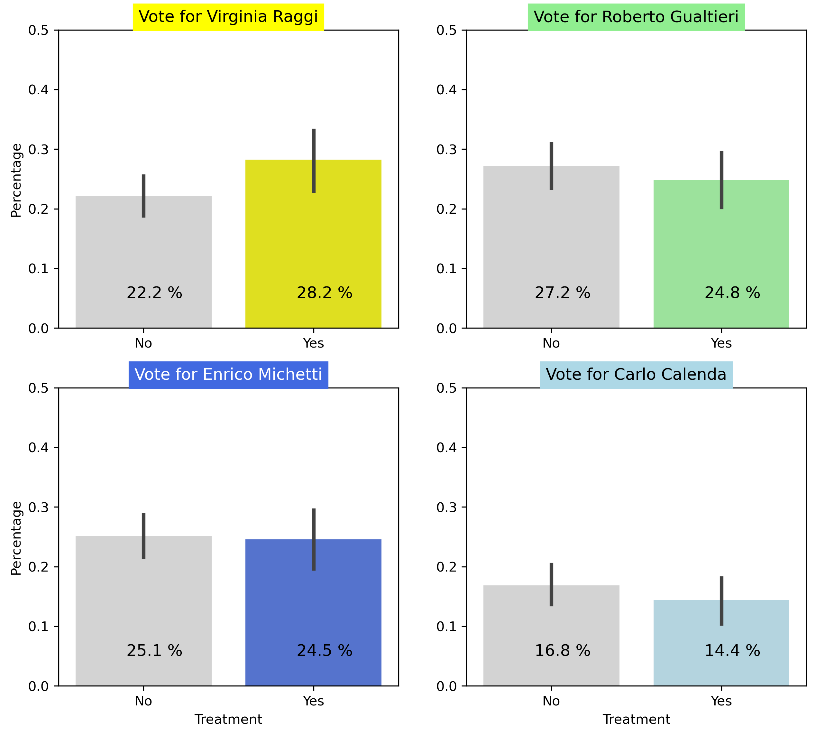 Vote for Virginia Raggi
0.5
0.4
0.3
0.2
0.1
0.0
Percentage
22.2 %
28.2 %
No
Yes
Vote for Roberto Gualtieri
0.5
0.4
0.3
0.2
0.1
0.0
27.2 %
24.8 %
No
Yes
Vote for Enrico Michetti
0.5
0.4
0.3
0.2
0.1
0.0
Percentage
25.1 %
24.5 %
No
Yes
Treatment
Vote for Carlo Calenda
0.5
0.4
0.3
0.2
0.1
0.0
16.8 %
14.4 %
No
Yes
Treatment